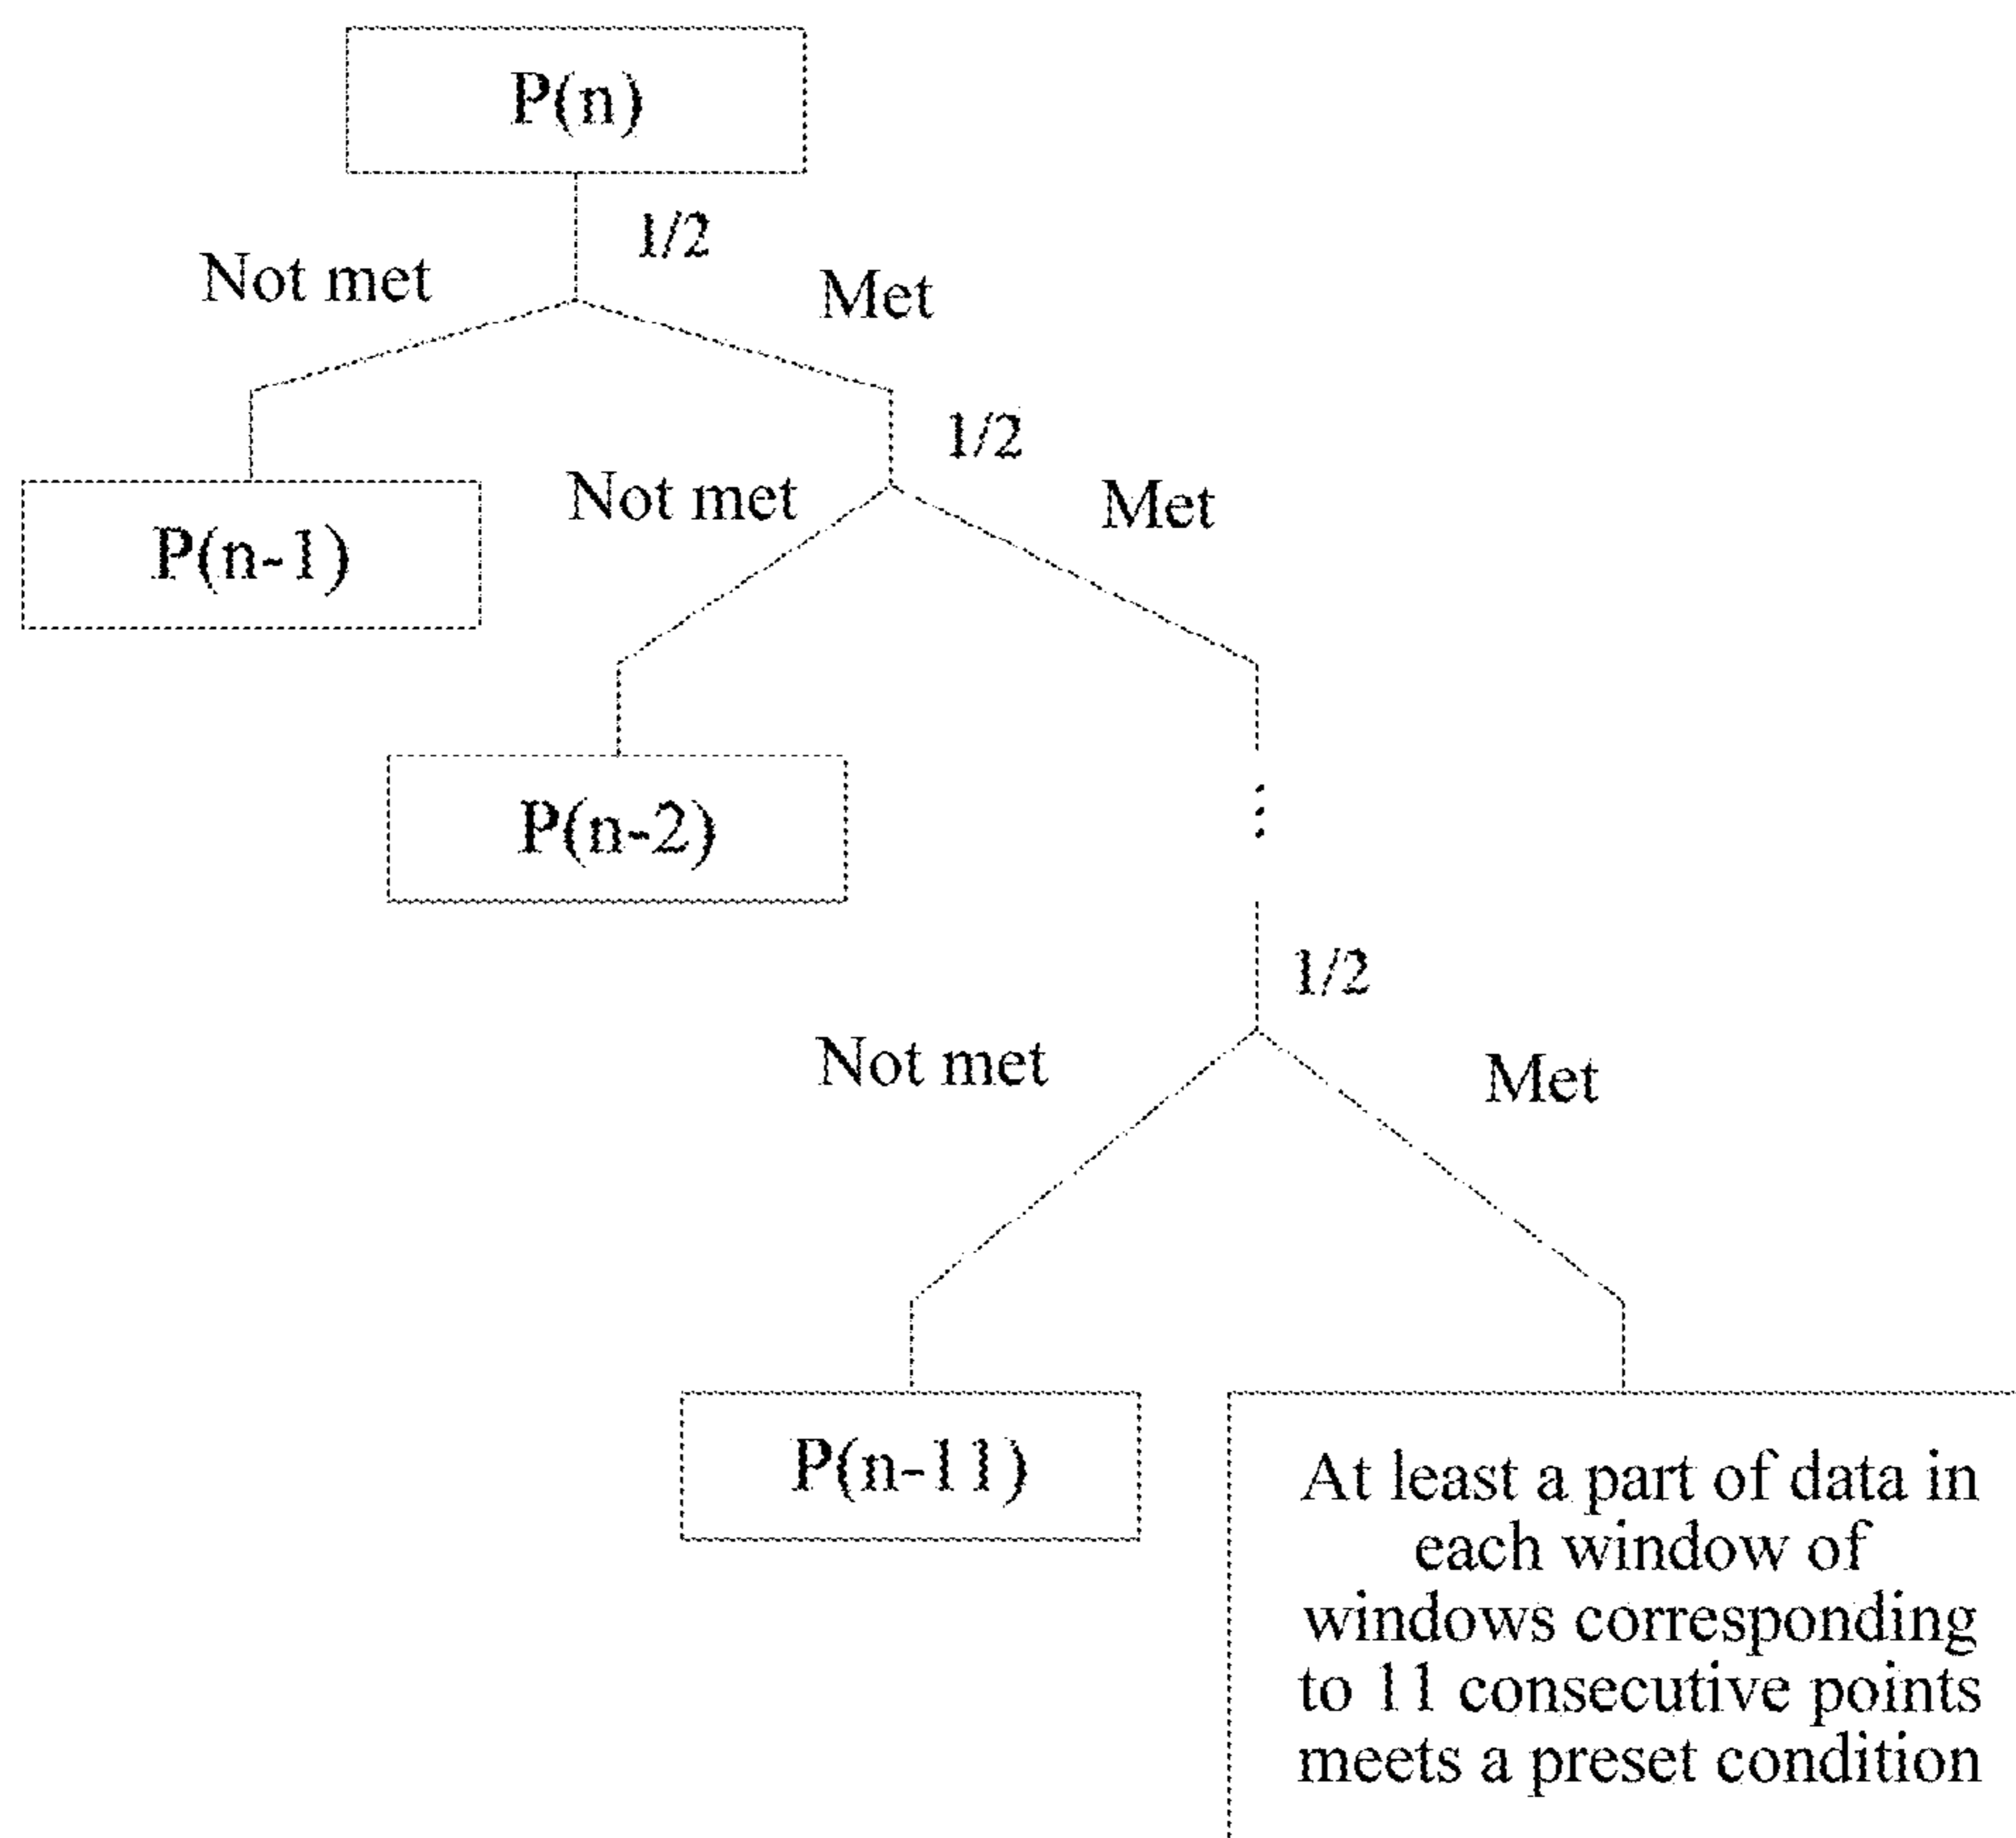 P(n)
1/2
Not met
Met
1/2
P(n-1)
Not met
Met
P(n-2)
1/2
Not met
Met
P(n-11)
At least a part of data in
each window of
windows corresponding
to 11 consecutive points
meets a preset condition